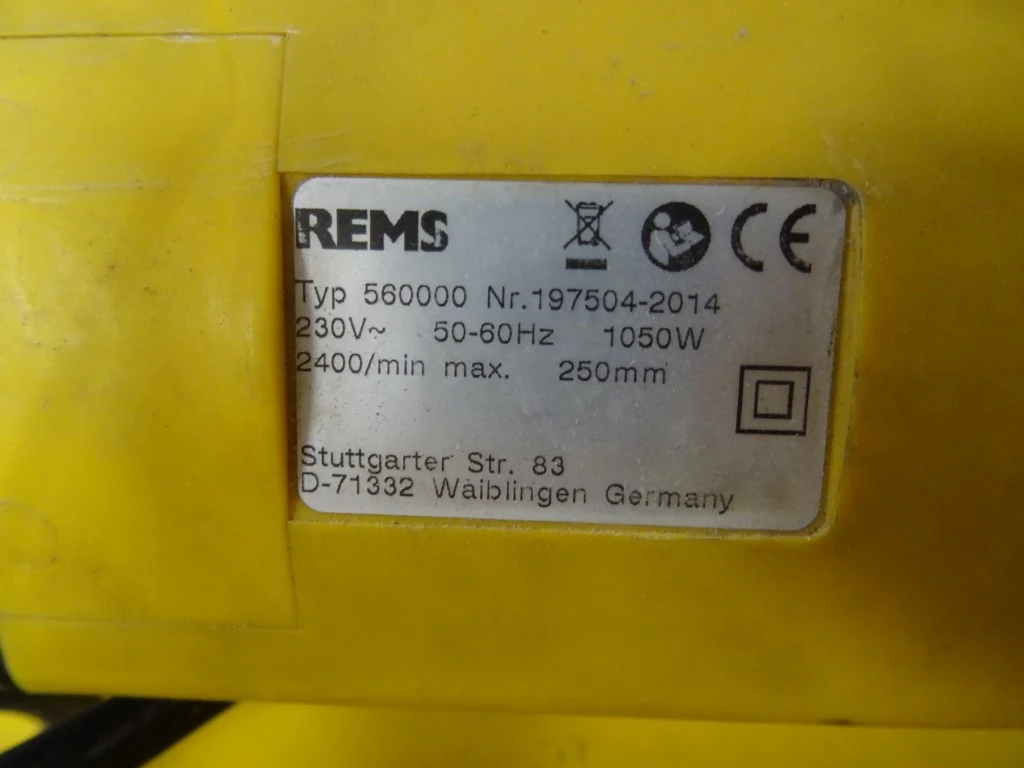 REMS CE
Typ 560000 Nr.197504-2014
230V~ 50-60Hz 1050W
2400/min max. 250mm
Stuttgarter Str. 83
D-71332 Waiblingen Germany